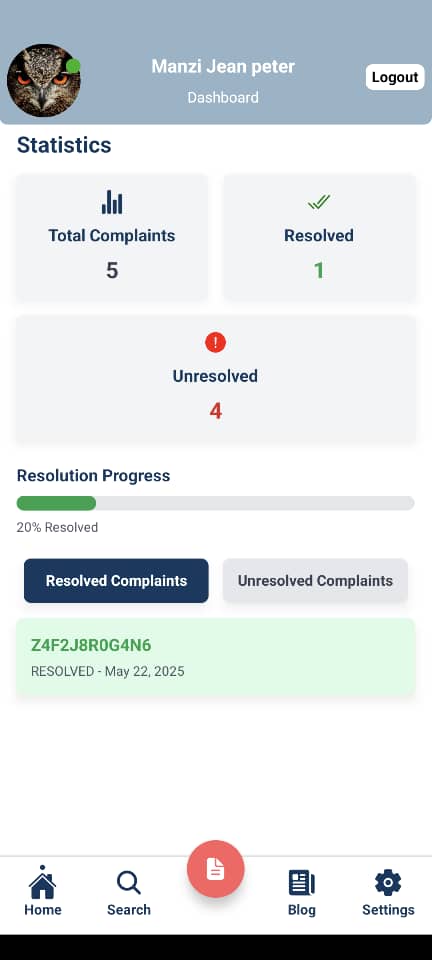 Manzi Jean peter
Dashboard
Logout
Statistics
Total Complaints
5
Resolved
1
Unresolved
4
Resolution Progress
20% Resolved
Resolved Complaints
Unresolved Complaints
Z4F2J8R0G4N6
RESOLVED - May 22, 2025
Home
Search
Blog
Settings